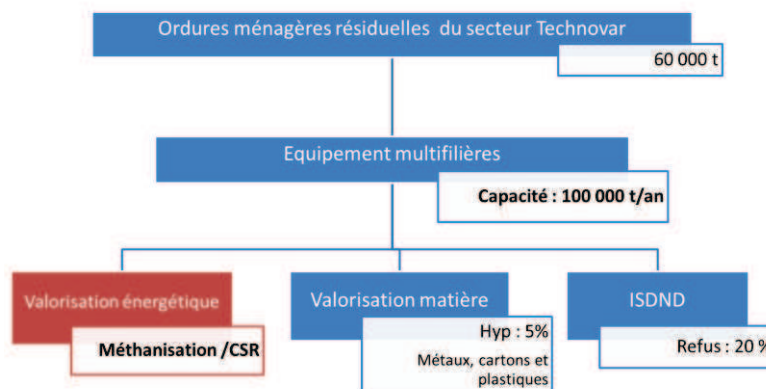 Ordures ménagères résiduelles du secteur Technovar
60 000 t
Equipement multifilières
Capacité : 100 000 t/an
Valorisation énergétique
Méthanisation /CSR
Valorisation matière
Hyp : 5%
Métaux, cartons et
plastiques
ISDND
Refus : 20 %